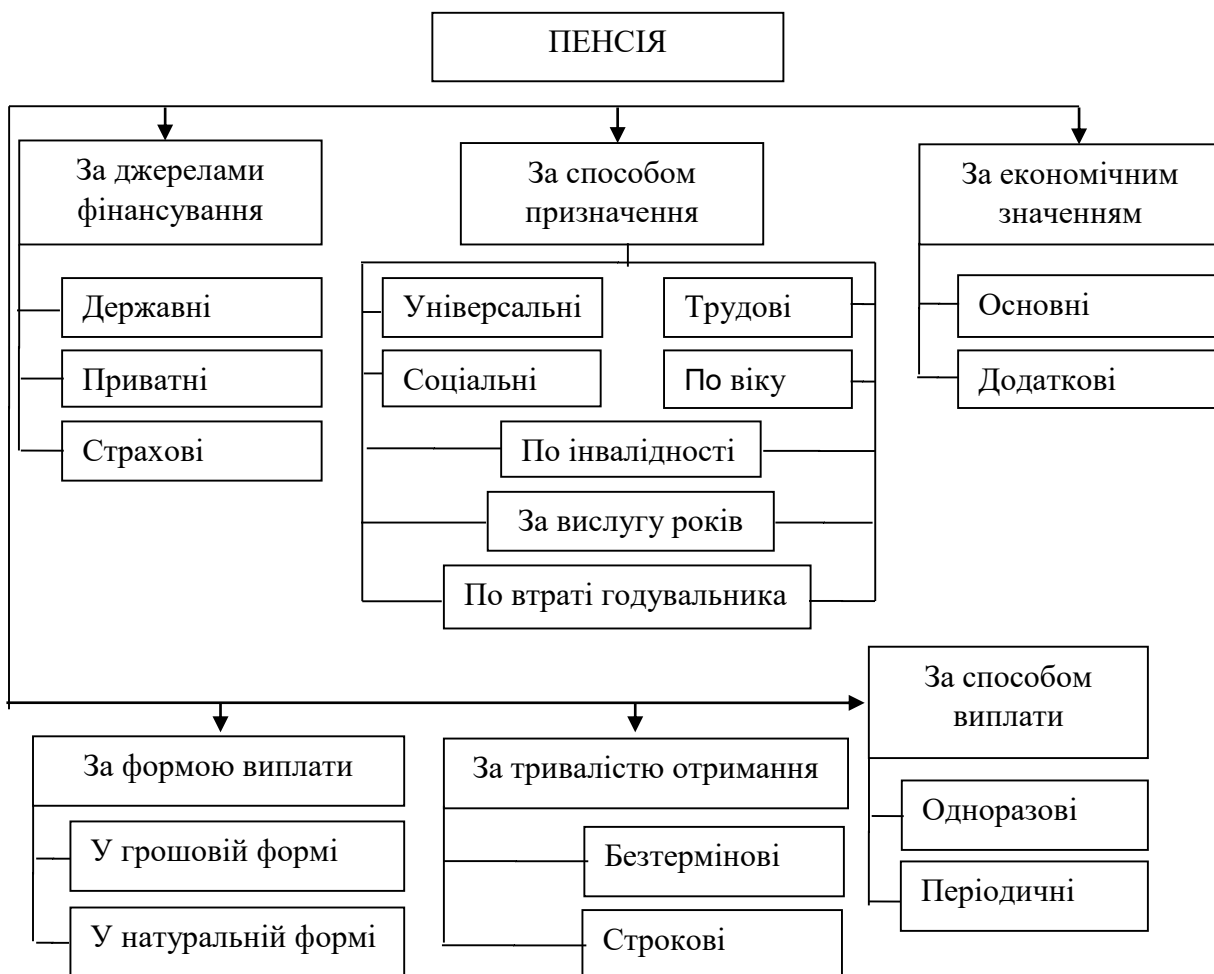 ПЕНСІЯ
За джерелами
фінансування
За способом
призначення
За економічним
значенням
Державні
Універсальні
Трудові
Основні
Приватні
Соціальні
По віку
Додаткові
Страхові
По інвалідності
За вислугу років
По втраті годувальника
За способом
виплати
За формою виплати
За тривалістю отримання
Одноразові
У грошовій формі
Безтермінові
Періодичні
У натуральній формі
Строкові